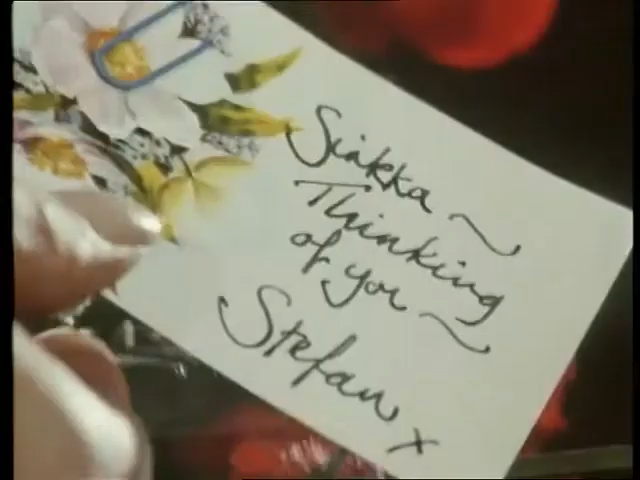 Siakka ~
Thinking
of you ~
Stefan x